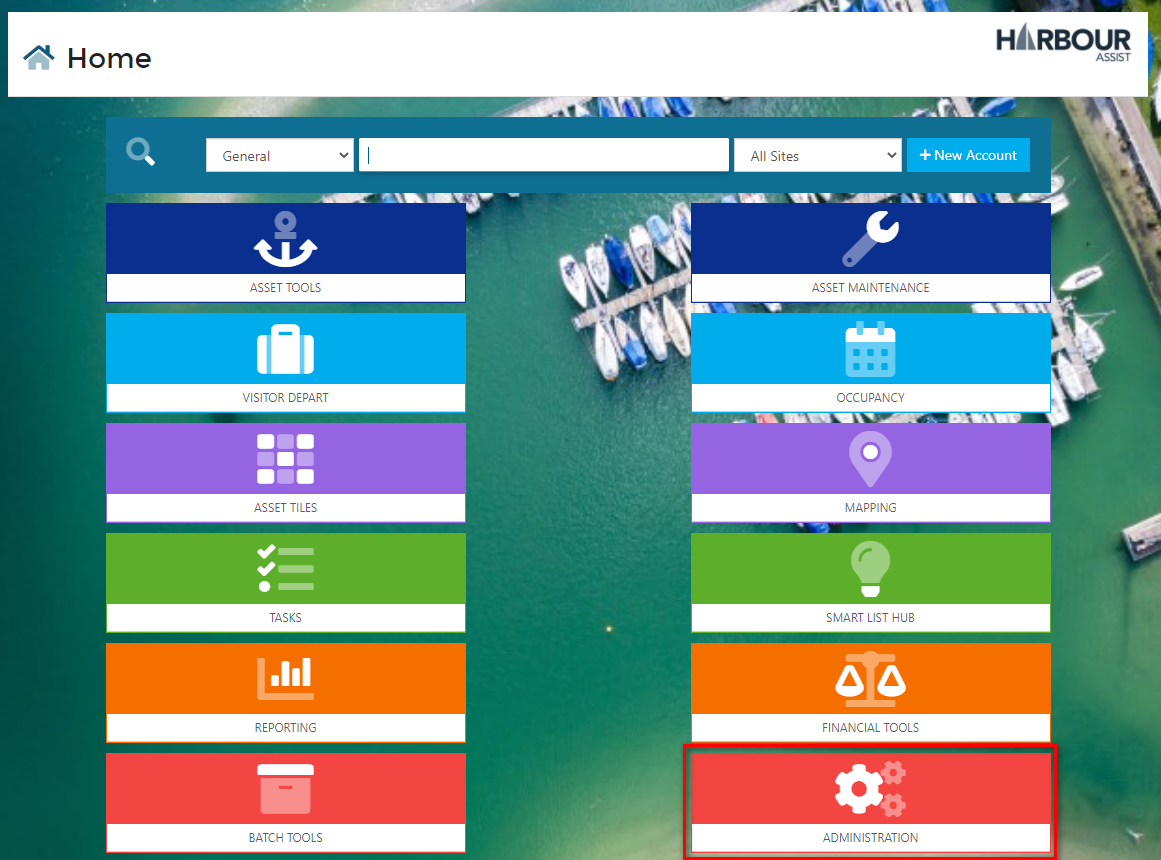 Home
HARBOUR
ASSIST
General
All Sites
+ New Account
ASSET TOOLS
ASSET MAINTENANCE
VISITOR DEPART
OCCUPANCY
ASSET TILES
MAPPING
TASKS
SMART LIST HUB
REPORTING
FINANCIAL TOOLS
BATCH TOOLS
ADMINISTRATION